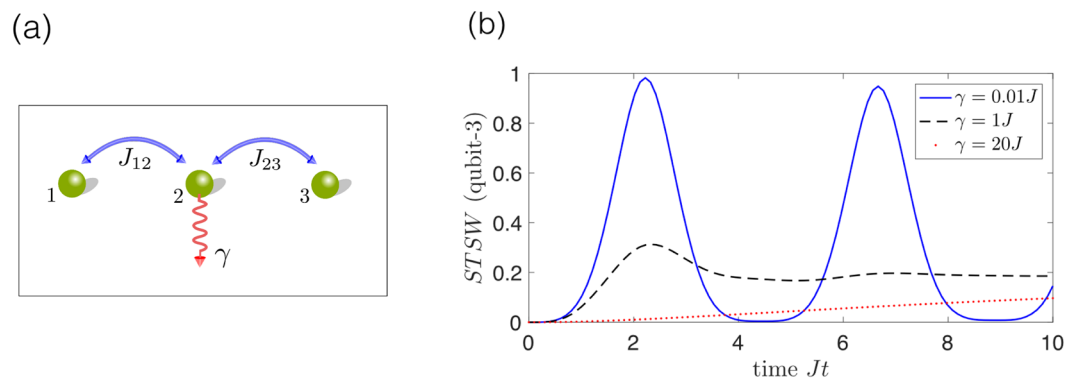 (a)
J₁₂
J₂₃
1
2
3
γ
(b)
STSW (qubit-3)
1
0.8
0.6
0.4
0.2
0
γ = 0.01J
γ = 1J
γ = 20J
0 2 4 6 8 10
time Jt